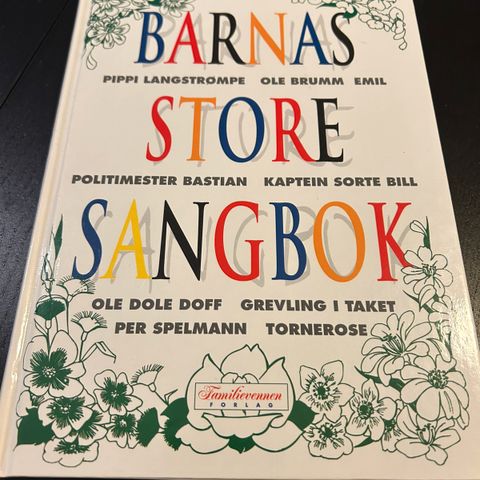 BARNAS
PIPPI LANGSTRØMPE OLE BRUMM EMIL
STORE
POLITIMESTER BASTIAN KAPTEIN SORTE BILL
SANGBOK
OLE DOLE DOFF GREVLING I TAKET
PER SPELMANN TORNEROSE
Familievennen
FORLAG